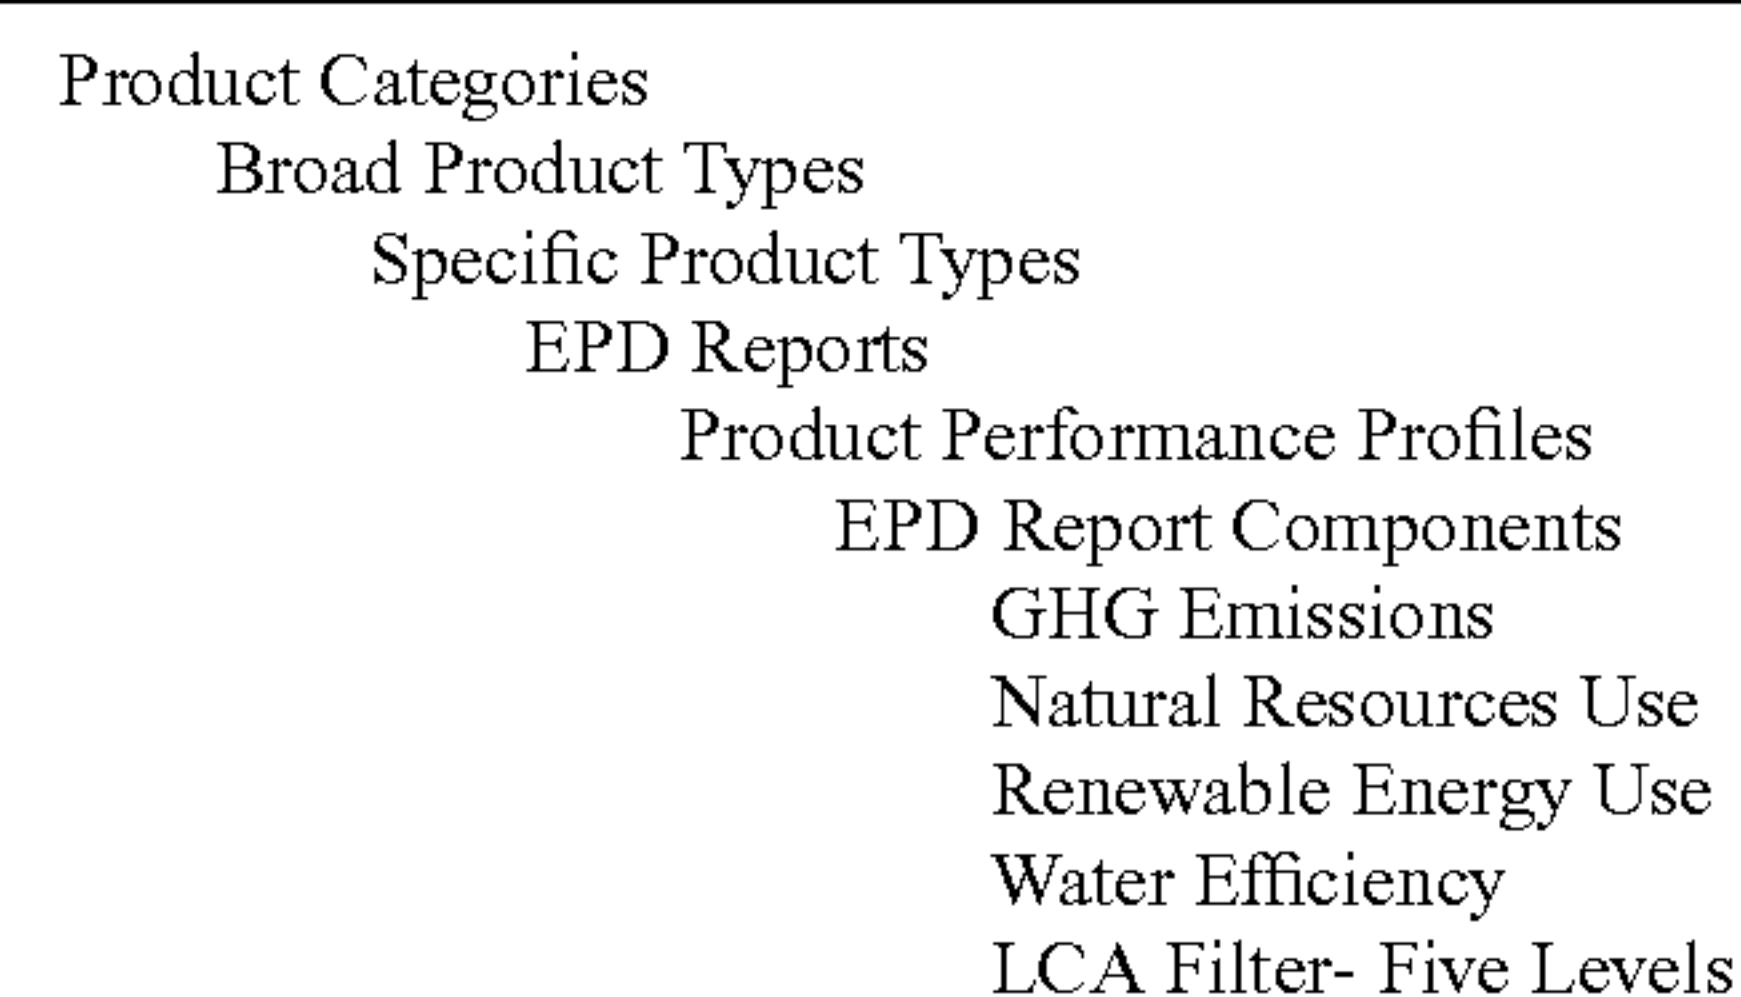 Product Categories
Broad Product Types
Specific Product Types
EPD Reports
Product Performance Profiles
EPD Report Components
GHG Emissions
Natural Resources Use
Renewable Energy Use
Water Efficiency
LCA Filter- Five Levels